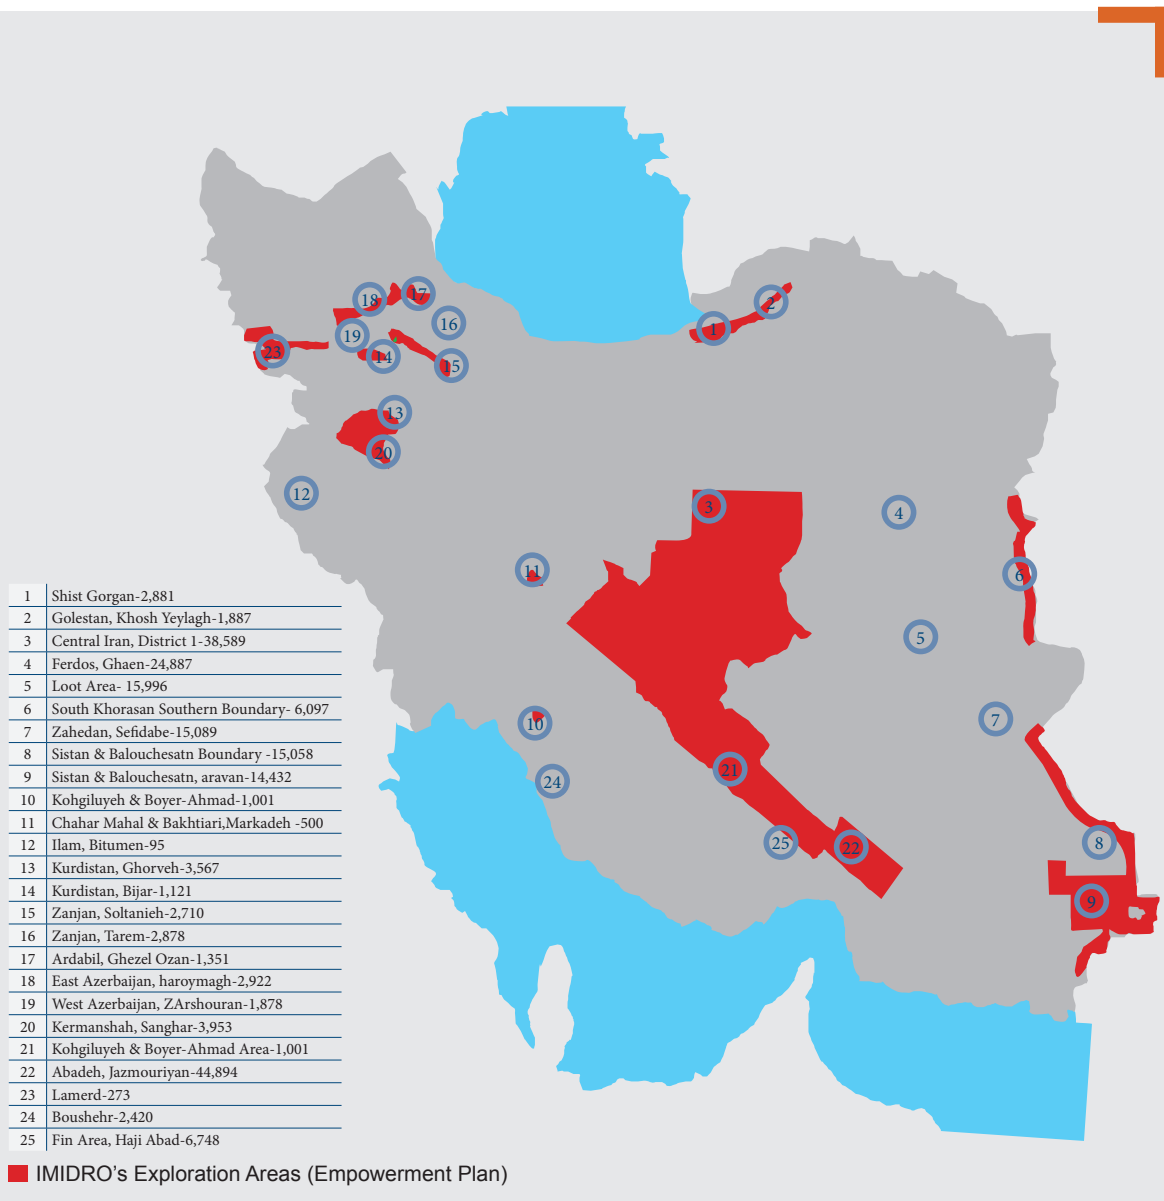 18
17
2
16
1
19
23
14
15
13
20
12
3
4
11
6
5
10
7
21
24
25
22
8
9
1 Shist Gorgan-2,881
2 Golestan, Khosh Yeylagh-1,887
3 Central Iran, District 1-38,589
4 Ferdos, Ghaen-24,887
5 Loot Area- 15,996
6 South Khorasan Southern Boundary- 6,097
7 Zahedan, Sefidabe-15,089
8 Sistan & Balouchesatn Boundary -15,058
9 Sistan & Balouchesatn, aravan-14,432
10 Kohgiluyeh & Boyer-Ahmad-1,001
11 Chahar Mahal & Bakhtiari,Markadeh -500
12 Ilam, Bitumen-95
13 Kurdistan, Ghorveh-3,567
14 Kurdistan, Bijar-1,121
15 Zanjan, Soltanieh-2,710
16 Zanjan, Tarem-2,878
17 Ardabil, Ghezel Ozan-1,351
18 East Azerbaijan, haroymagh-2,922
19 West Azerbaijan, ZArshouran-1,878
20 Kermanshah, Sanghar-3,953
21 Kohgiluyeh & Boyer-Ahmad Area-1,001
22 Abadeh, Jazmouriyan-44,894
23 Lamerd-273
24 Boushehr-2,420
25 Fin Area, Haji Abad-6,748
IMIDRO's Exploration Areas (Empowerment Plan)